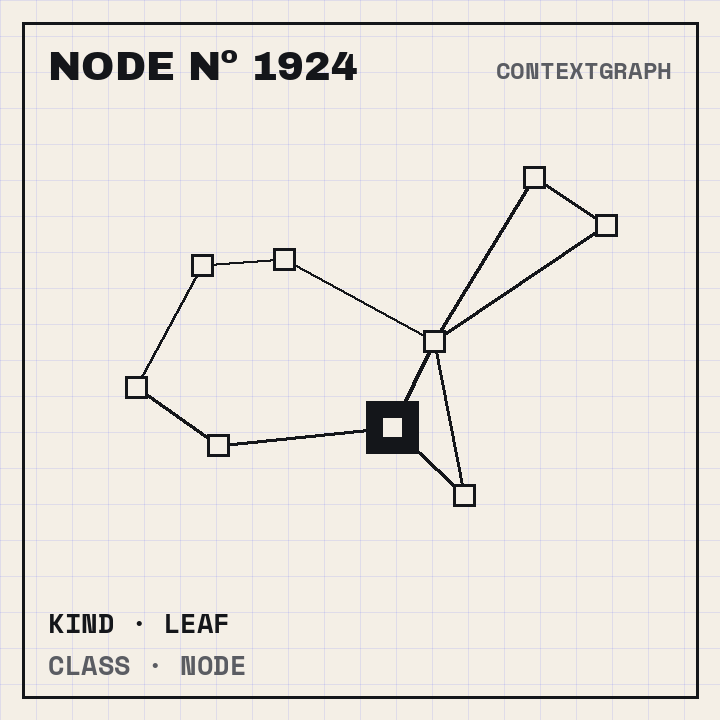 NODE Nº 1924
CONTEXTGRAPH
KIND · LEAF
CLASS · NODE